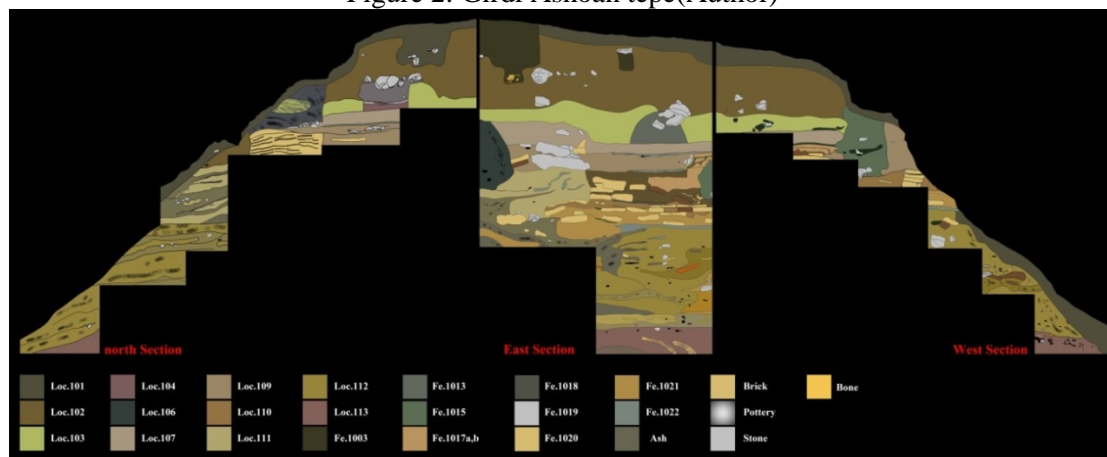 Figure 2: Girdi Ashoan tepe(Author)
north Section East Section West Section
Loc.101 Loc.104 Loc.109 Loc.112 Fe.1013 Fe.1018 Fe.1021 Brick Bone
Loc.102 Loc.106 Loc.110 Loc.113 Fe.1015 Fe.1019 Fe.1022 Pottery
Loc.103 Loc.107 Loc.111 Fe.1003 Fe.1017a,b Fe.1020 Ash Stone